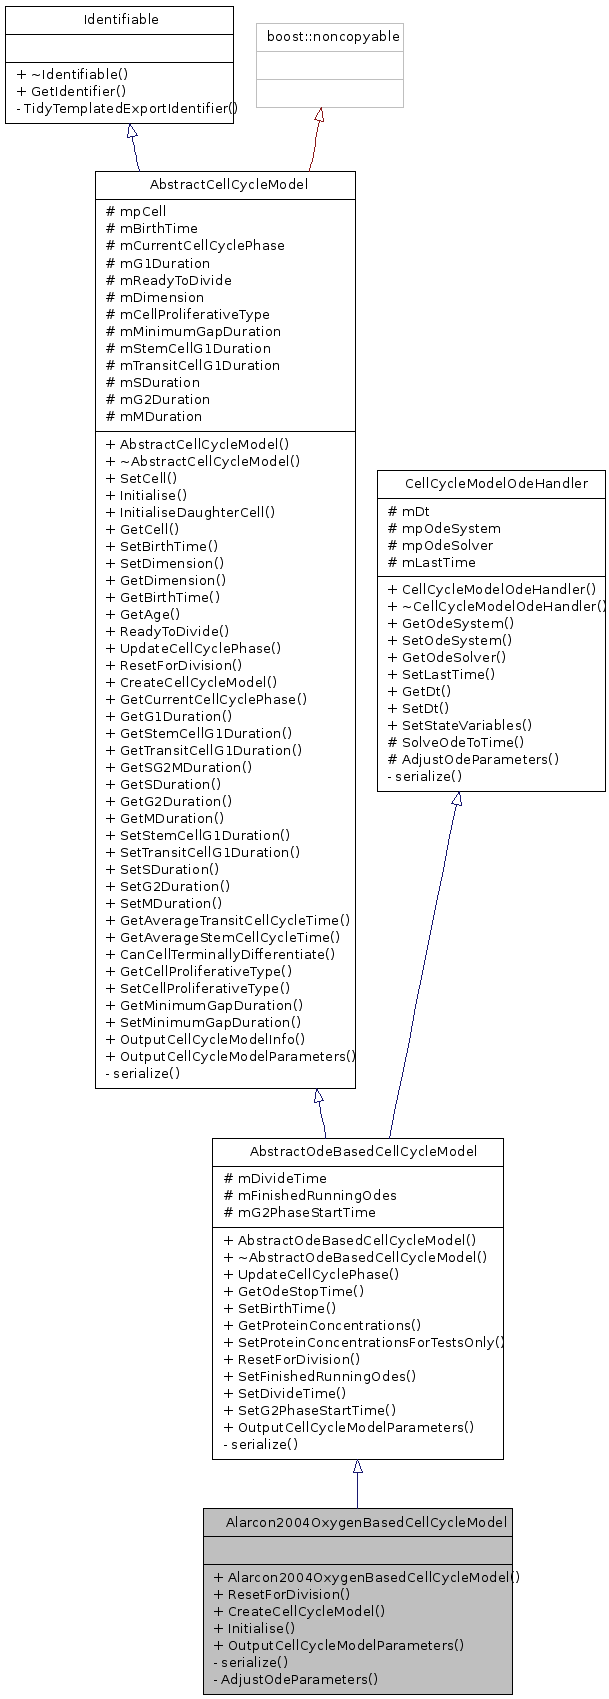 Identifiable
+ ~Identifiable()
+ GetIdentifier()
- TidyTemplatedExportIdentifier()
boost::noncopyable
AbstractCellCycleModel
# mpCell
# mBirthTime
# mCurrentCellCyclePhase
# mG1Duration
# mReadyToDivide
# mDimension
# mCellProliferativeType
# mMinimumGapDuration
# mStemCellG1Duration
# mTransitCellG1Duration
# mSDuration
# mG2Duration
# mMDuration
+ AbstractCellCycleModel()
+ ~AbstractCellCycleModel()
+ SetCell()
+ Initialise()
+ InitialiseDaughterCell()
+ GetCell()
+ SetBirthTime()
+ SetDimension()
+ GetDimension()
+ GetBirthTime()
+ GetAge()
+ ReadyToDivide()
+ UpdateCellCyclePhase()
+ ResetForDivision()
+ CreateCellCycleModel()
+ GetCurrentCellCyclePhase()
+ GetG1Duration()
+ GetStemCellG1Duration()
+ GetTransitCellG1Duration()
+ GetSG2MDuration()
+ GetSDuration()
+ GetG2Duration()
+ GetMDuration()
+ SetStemCellG1Duration()
+ SetTransitCellG1Duration()
+ SetSDuration()
+ SetG2Duration()
+ SetMDuration()
+ GetAverageTransitCellCycleTime()
+ GetAverageStemCellCycleTime()
+ CanCellTerminallyDifferentiate()
+ GetCellProliferativeType()
+ SetCellProliferativeType()
+ GetMinimumGapDuration()
+ SetMinimumGapDuration()
+ OutputCellCycleModelInfo()
+ OutputCellCycleModelParameters()
- serialize()
CellCycleModelOdeHandler
# mDt
# mpOdeSystem
# mpOdeSolver
# mLastTime
+ CellCycleModelOdeHandler()
+ ~CellCycleModelOdeHandler()
+ GetOdeSystem()
+ SetOdeSystem()
+ GetOdeSolver()
+ SetLastTime()
+ GetDt()
+ SetDt()
+ SetStateVariables()
# SolveOdeToTime()
# AdjustOdeParameters()
- serialize()
AbstractOdeBasedCellCycleModel
# mDivideTime
# mFinishedRunningOdes
# mG2PhaseStartTime
+ AbstractOdeBasedCellCycleModel()
+ ~AbstractOdeBasedCellCycleModel()
+ UpdateCellCyclePhase()
+ GetOdeStopTime()
+ SetBirthTime()
+ GetProteinConcentrations()
+ SetProteinConcentrationsForTestsOnly()
+ ResetForDivision()
+ SetFinishedRunningOdes()
+ SetDivideTime()
+ SetG2PhaseStartTime()
+ OutputCellCycleModelParameters()
- serialize()
Alarcon2004OxygenBasedCellCycleModel
+ Alarcon2004OxygenBasedCellCycleModel()
+ ResetForDivision()
+ CreateCellCycleModel()
+ Initialise()
+ OutputCellCycleModelParameters()
- serialize()
- AdjustOdeParameters()